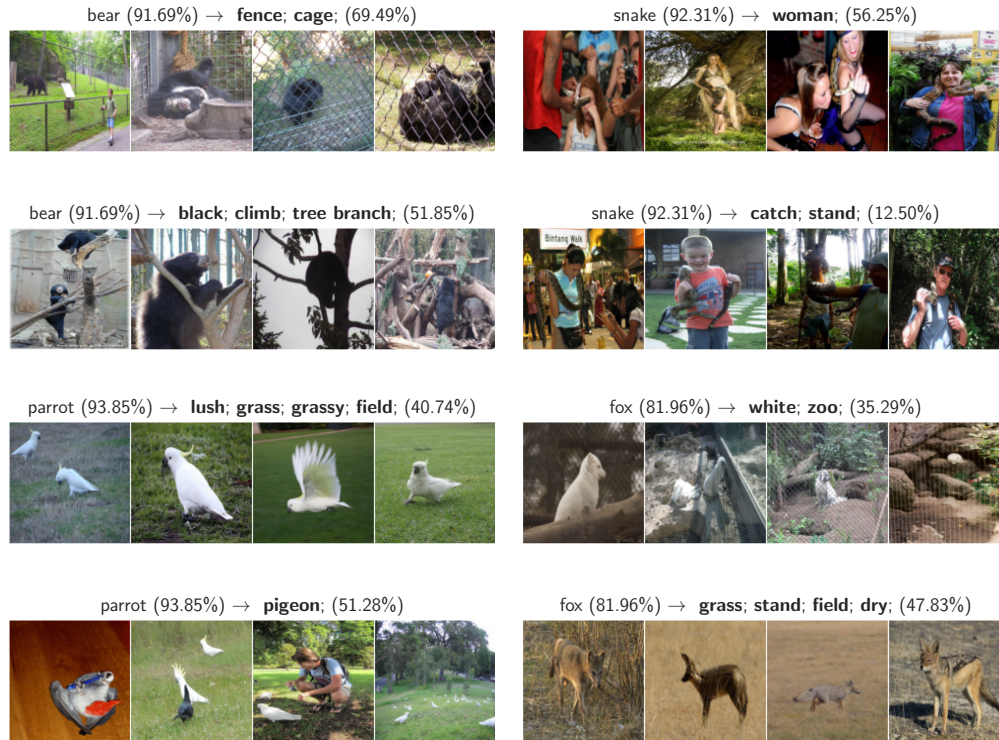 bear (91.69%) → fence; cage; (69.49%)
snake (92.31%) → woman; (56.25%)
bear (91.69%) → black; climb; tree branch; (51.85%)
snake (92.31%) → catch; stand; (12.50%)
Bintang Walk
parrot (93.85%) → lush; grass; grassy; field; (40.74%)
fox (81.96%) → white; zoo; (35.29%)
parrot (93.85%) → pigeon; (51.28%)
fox (81.96%) → grass; stand; field; dry; (47.83%)